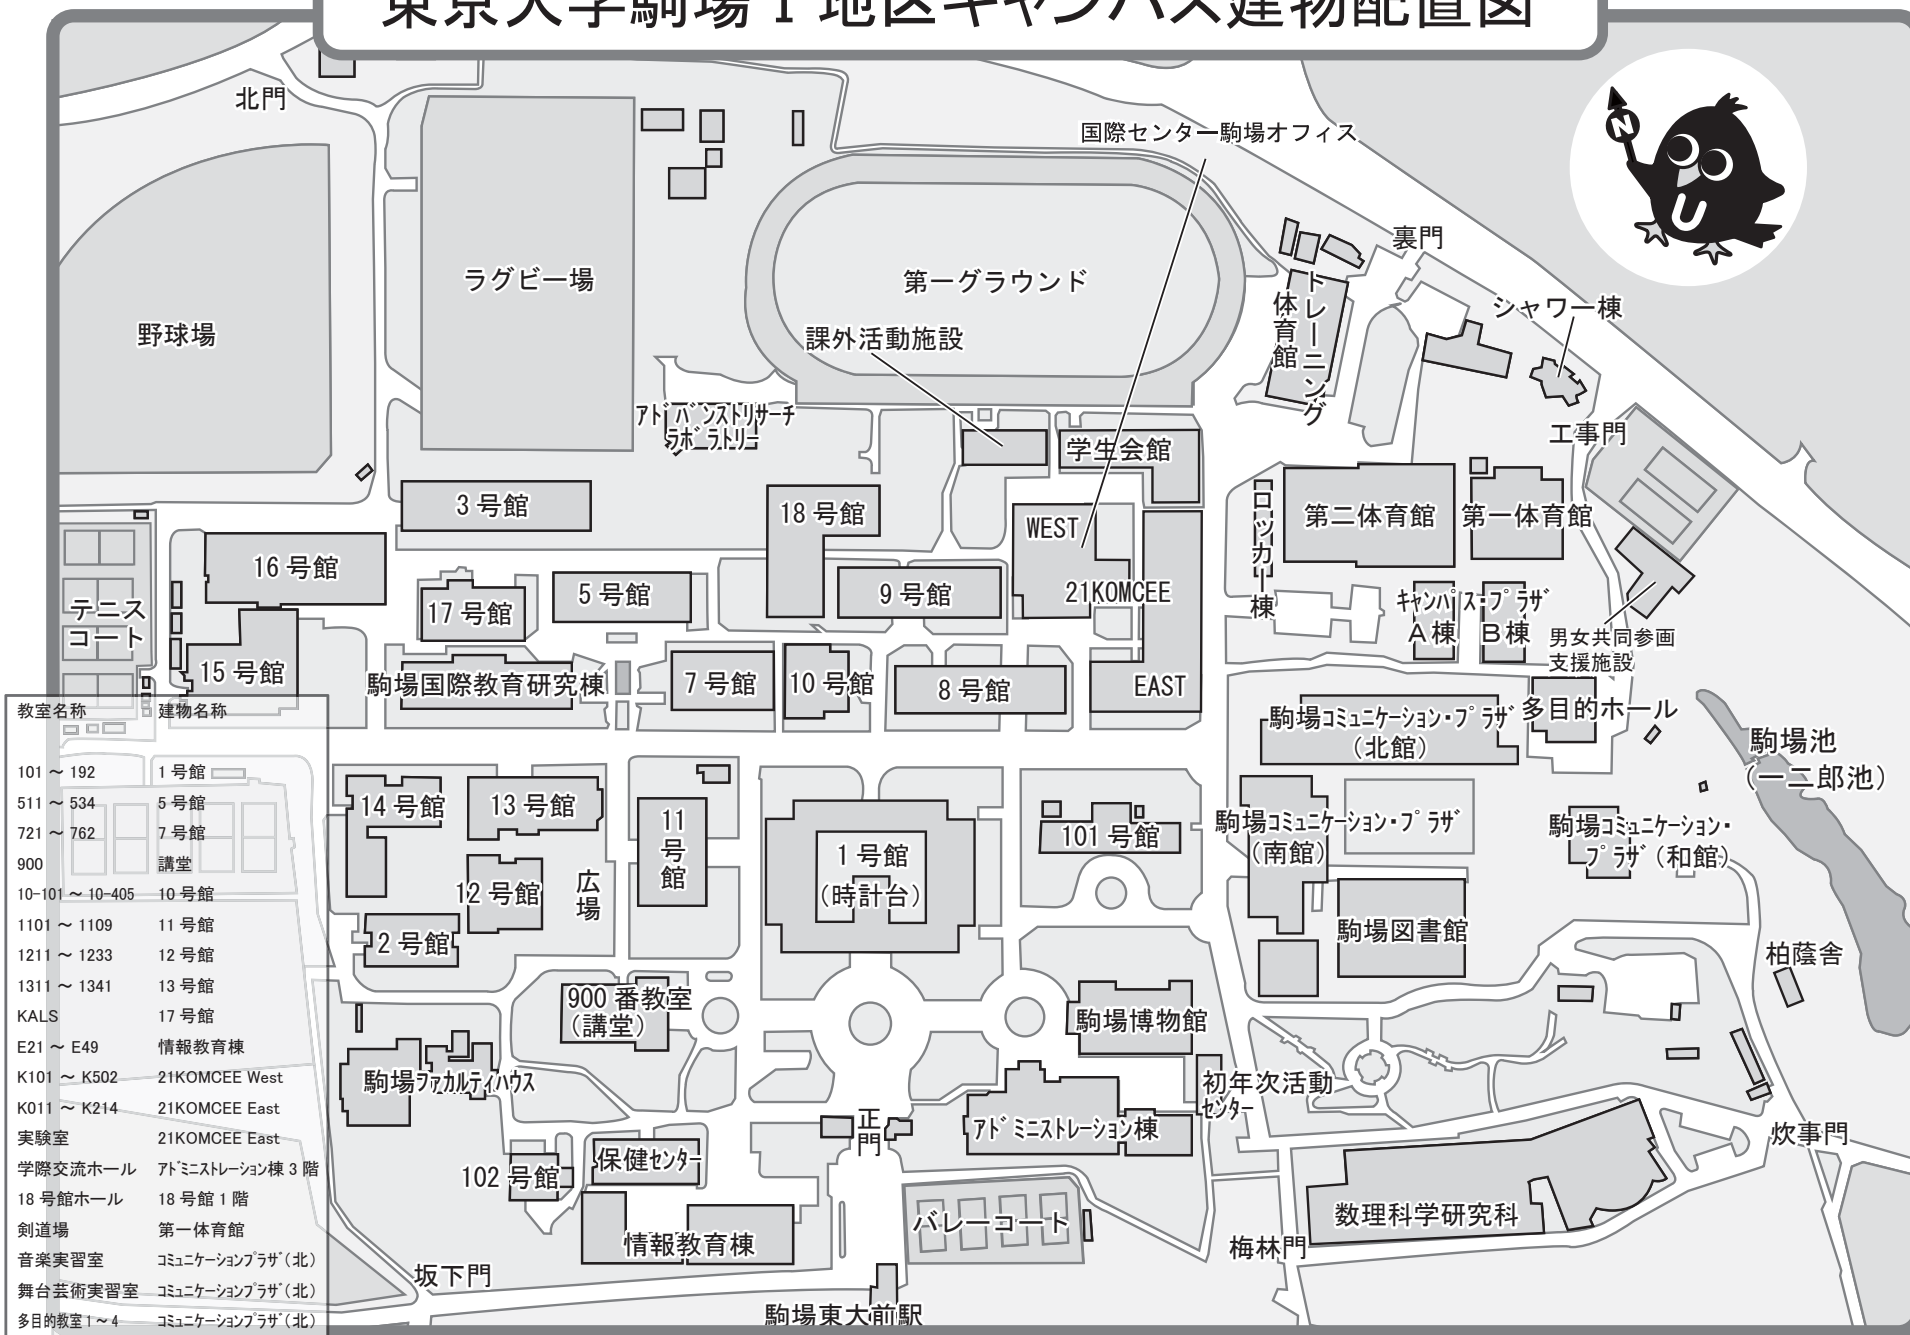 東京大学駒場Ⅰ地区キャンパス建物配置図
北門
国際センター駒場オフィス
N
U
裏門
ラグビー場
第一グラウンド
トレーニング
体育館
シャワー棟
野球場
課外活動施設
アドバンストリサーチ
ラボラトリー
学生会館
工事門
3号館
18号館
WEST
ロッカー棟
第二体育館
第一体育館
16号館
17号館
5号館
9号館
21KOMCEE
キャンパス・プラザ
A棟
B棟
テニス
コート
男女共同参画
支援施設
15号館
駒場国際教育研究棟
7号館
10号館
8号館
EAST
駒場コミュニケーション・プラザ
(北館)
多目的ホール
駒場池
(一二郎池)
14号館
13号館
11号館
1号館
(時計台)
101号館
駒場コミュニケーション・プラザ
(南館)
駒場コミュニケーション・
プラザ(和館)
12号館
広場
2号館
駒場図書館
柏蔭舎
900番教室
(講堂)
駒場博物館
駒場ファカルティハウス
初年次活動
センター
正門
アドミニストレーション棟
炊事門
102号館
保健センター
バレーコート
数理科学研究科
情報教育棟
梅林門
坂下門
駒場東大前駅
教室名称 建物名称
101～192 1号館
511～534 5号館
721～762 7号館
900 講堂
10-101～10-405 10号館
1101～1109 11号館
1211～1233 12号館
1311～1341 13号館
KALS 17号館
E21～E49 情報教育棟
K101～K502 21KOMCEE West
K011～K214 21KOMCEE East
実験室 21KOMCEE East
学際交流ホール アドミニストレーション棟3階
18号館ホール 18号館1階
剣道場 第一体育館
音楽実習室 コミュニケーションプラザ(北)
舞台芸術実習室 コミュニケーションプラザ(北)
多目的教室1～4 コミュニケーションプラザ(北)